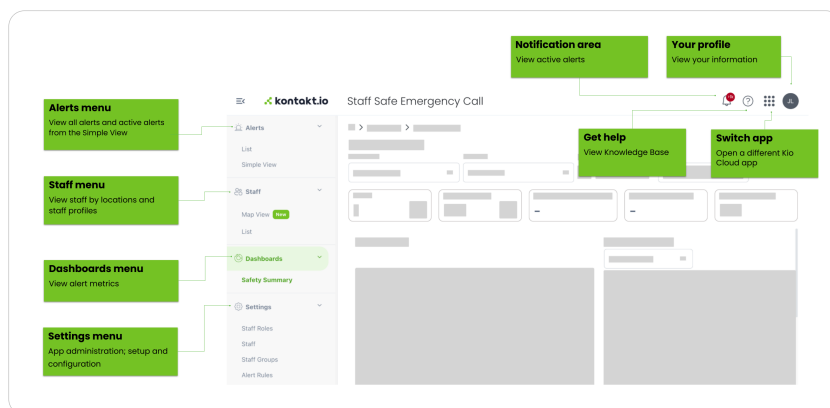 Notification area
View active alerts
Your profile
View your information
kontakt.io
Staff Safe Emergency Call
JL
Alerts menu
View all alerts and active alerts
from the Simple View
Alerts
List
Simple View
Get help
View Knowledge Base
Switch app
Open a different Kio
Cloud app
Staff menu
View staff by locations and
staff profiles
Staff
Map View New
List
Dashboards menu
View alert metrics
Dashboards
Safety Summary
Settings menu
App administration; setup and
configuration
Settings
Staff Roles
Staff
Staff Groups
Alert Rules